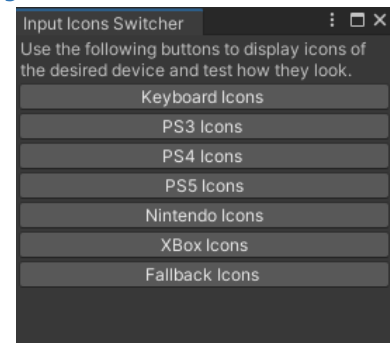 Input Icons Switcher
Use the following buttons to display icons of
the desired device and test how they look.
Keyboard Icons
PS3 Icons
PS4 Icons
PS5 Icons
Nintendo Icons
XBox Icons
Fallback Icons